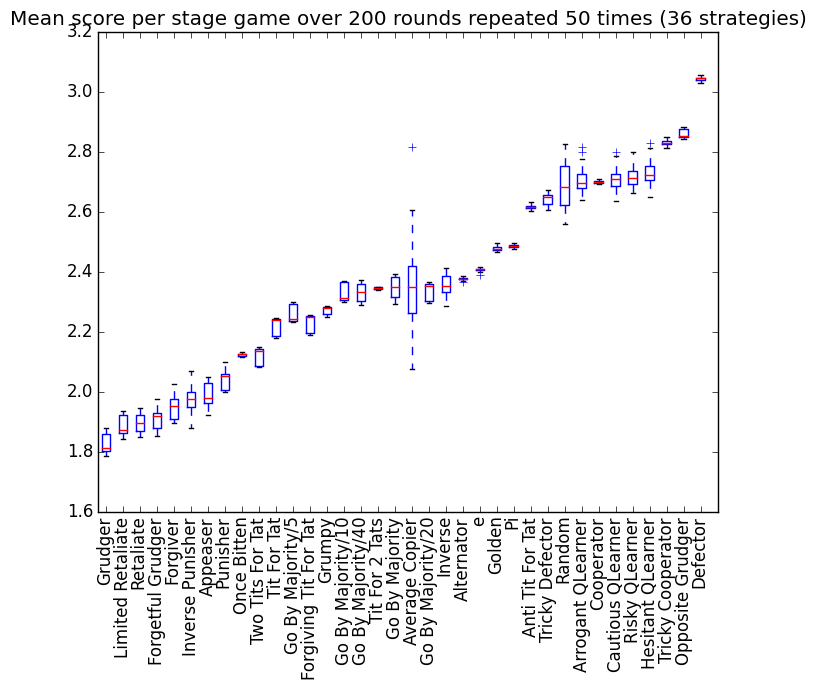 Mean score per stage game over 200 rounds repeated 50 times (36 strategies)
3.2
3.0
2.8
2.6
2.4
2.2
2.0
1.8
1.6
Grudger
Limited Retaliate
Retaliate
Forgetful Grudger
Forgiver
Inverse Punisher
Appeaser
Punisher
Once Bitten
Two Tits For Tat
Tit For Tat
Go By Majority/5
Forgiving Tit For Tat
Grumpy
Go By Majority/10
Go By Majority/40
Tit For 2 Tats
Go By Majority
Average Copier
Go By Majority/20
Inverse
Alternator
e
Golden
Pi
Anti Tit For Tat
Tricky Defector
Random
Arrogant QLearner
Cooperator
Cautious QLearner
Risky QLearner
Hesitant QLearner
Tricky Cooperator
Opposite Grudger
Defector